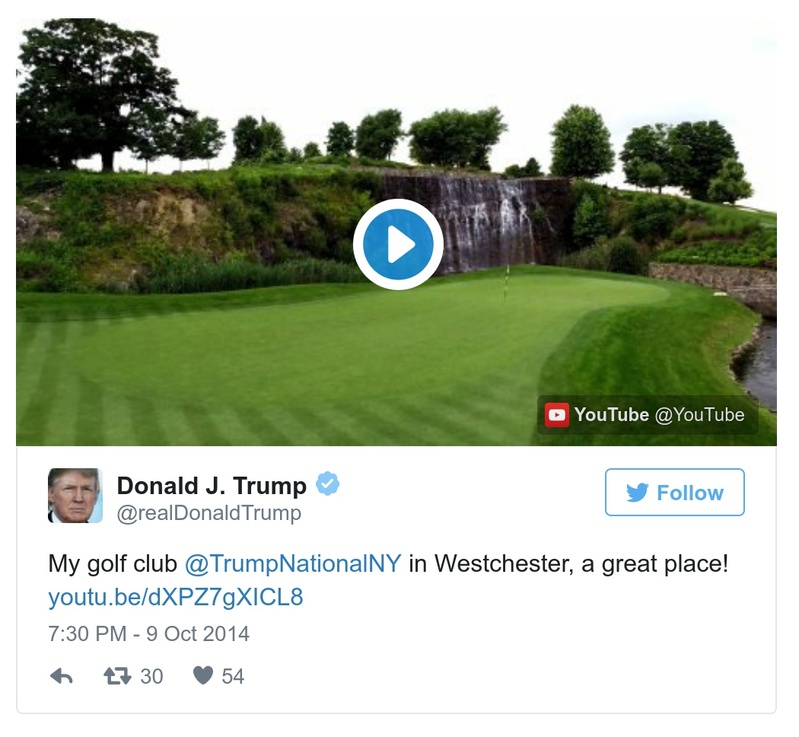 YouTube @YouTube
Donald J. Trump
@realDonaldTrump
Follow
My golf club @TrumpNationalNY in Westchester, a great place!
youtu.be/dXPZ7gXICL8
7:30 PM - 9 Oct 2014
30 54